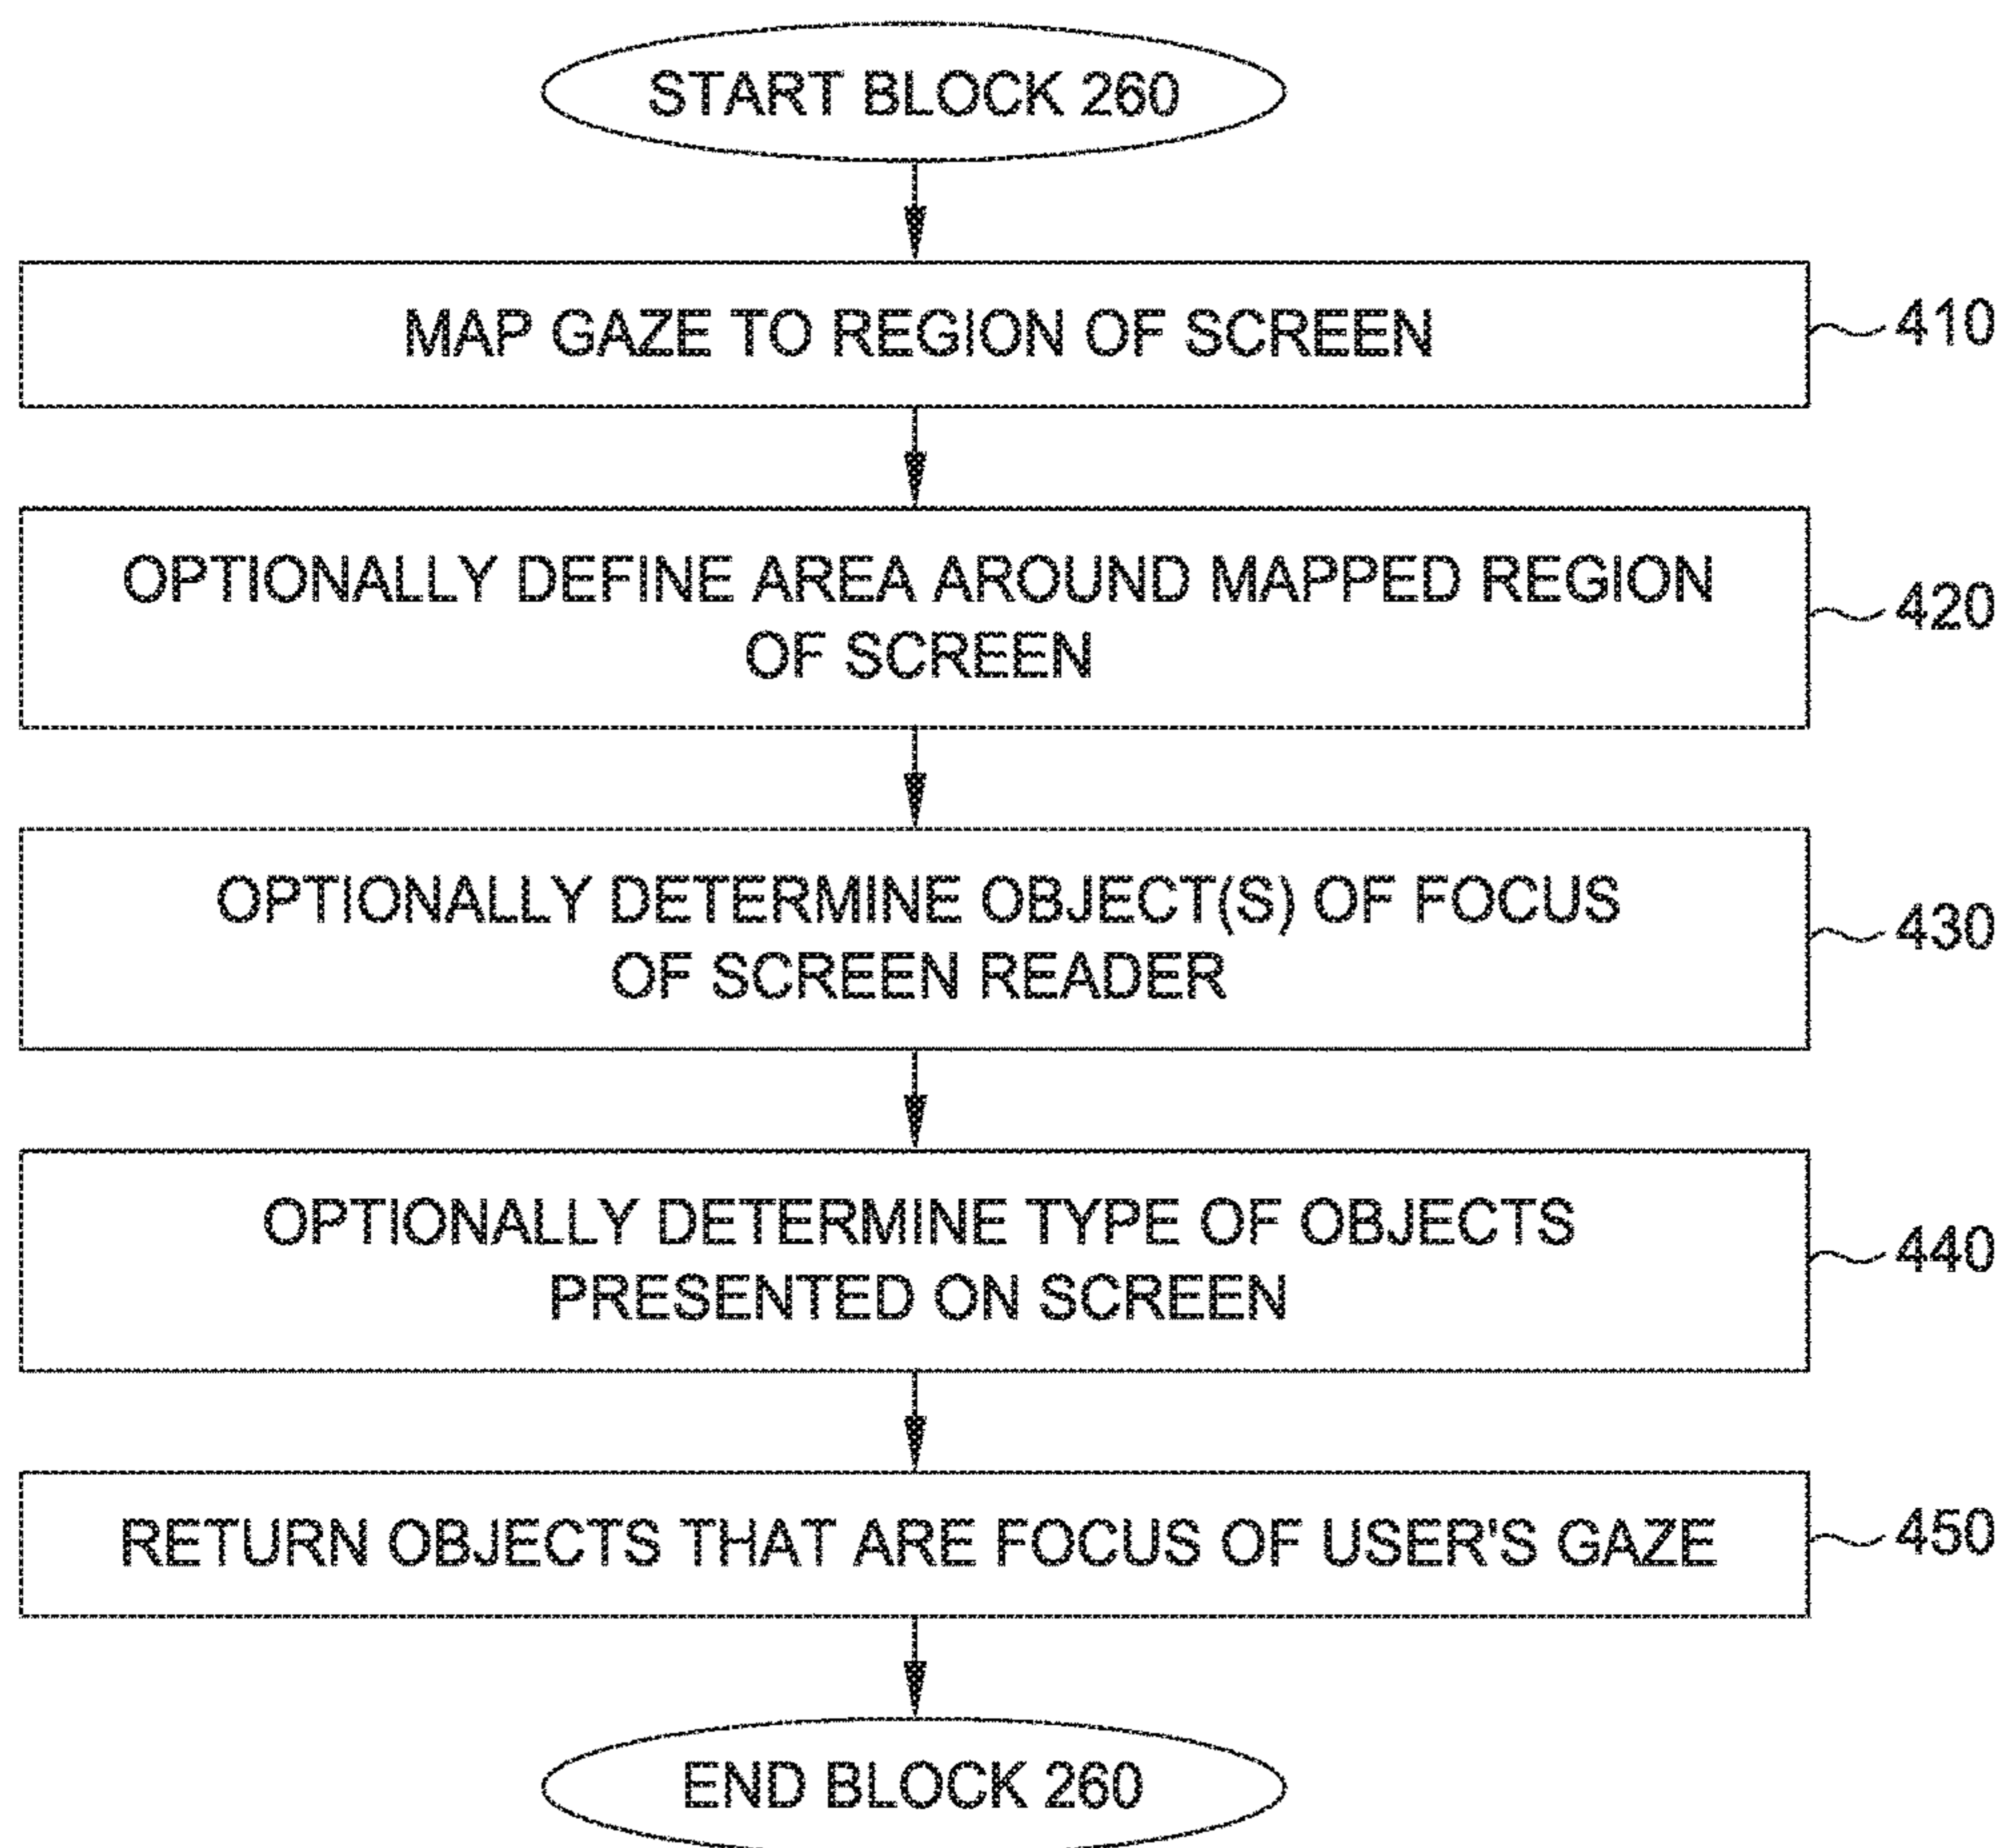 START BLOCK 260
MAP GAZE TO REGION OF SCREEN
410
OPTIONALLY DEFINE AREA AROUND MAPPED REGION
OF SCREEN
420
OPTIONALLY DETERMINE OBJECT(S) OF FOCUS
OF SCREEN READER
430
OPTIONALLY DETERMINE TYPE OF OBJECTS
PRESENTED ON SCREEN
440
RETURN OBJECTS THAT ARE FOCUS OF USER'S GAZE
450
END BLOCK 260